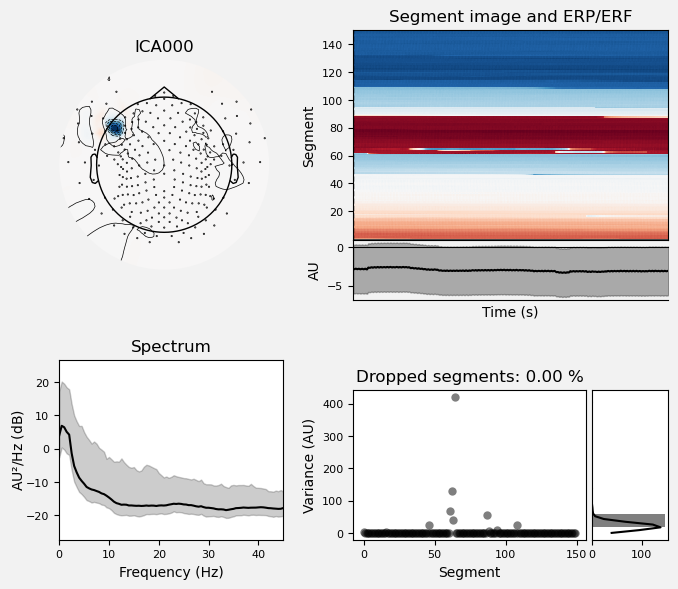 ICA000
Segment image and ERP/ERF
140
120
100
80
60
40
20
Segment
0
−5
AU
Time (s)
Spectrum
20
10
0
−10
−20
AU²/Hz (dB)
0
10
20
30
40
Frequency (Hz)
Dropped segments: 0.00 %
400
300
200
100
0
Variance (AU)
0
50
100
150
Segment
0
100